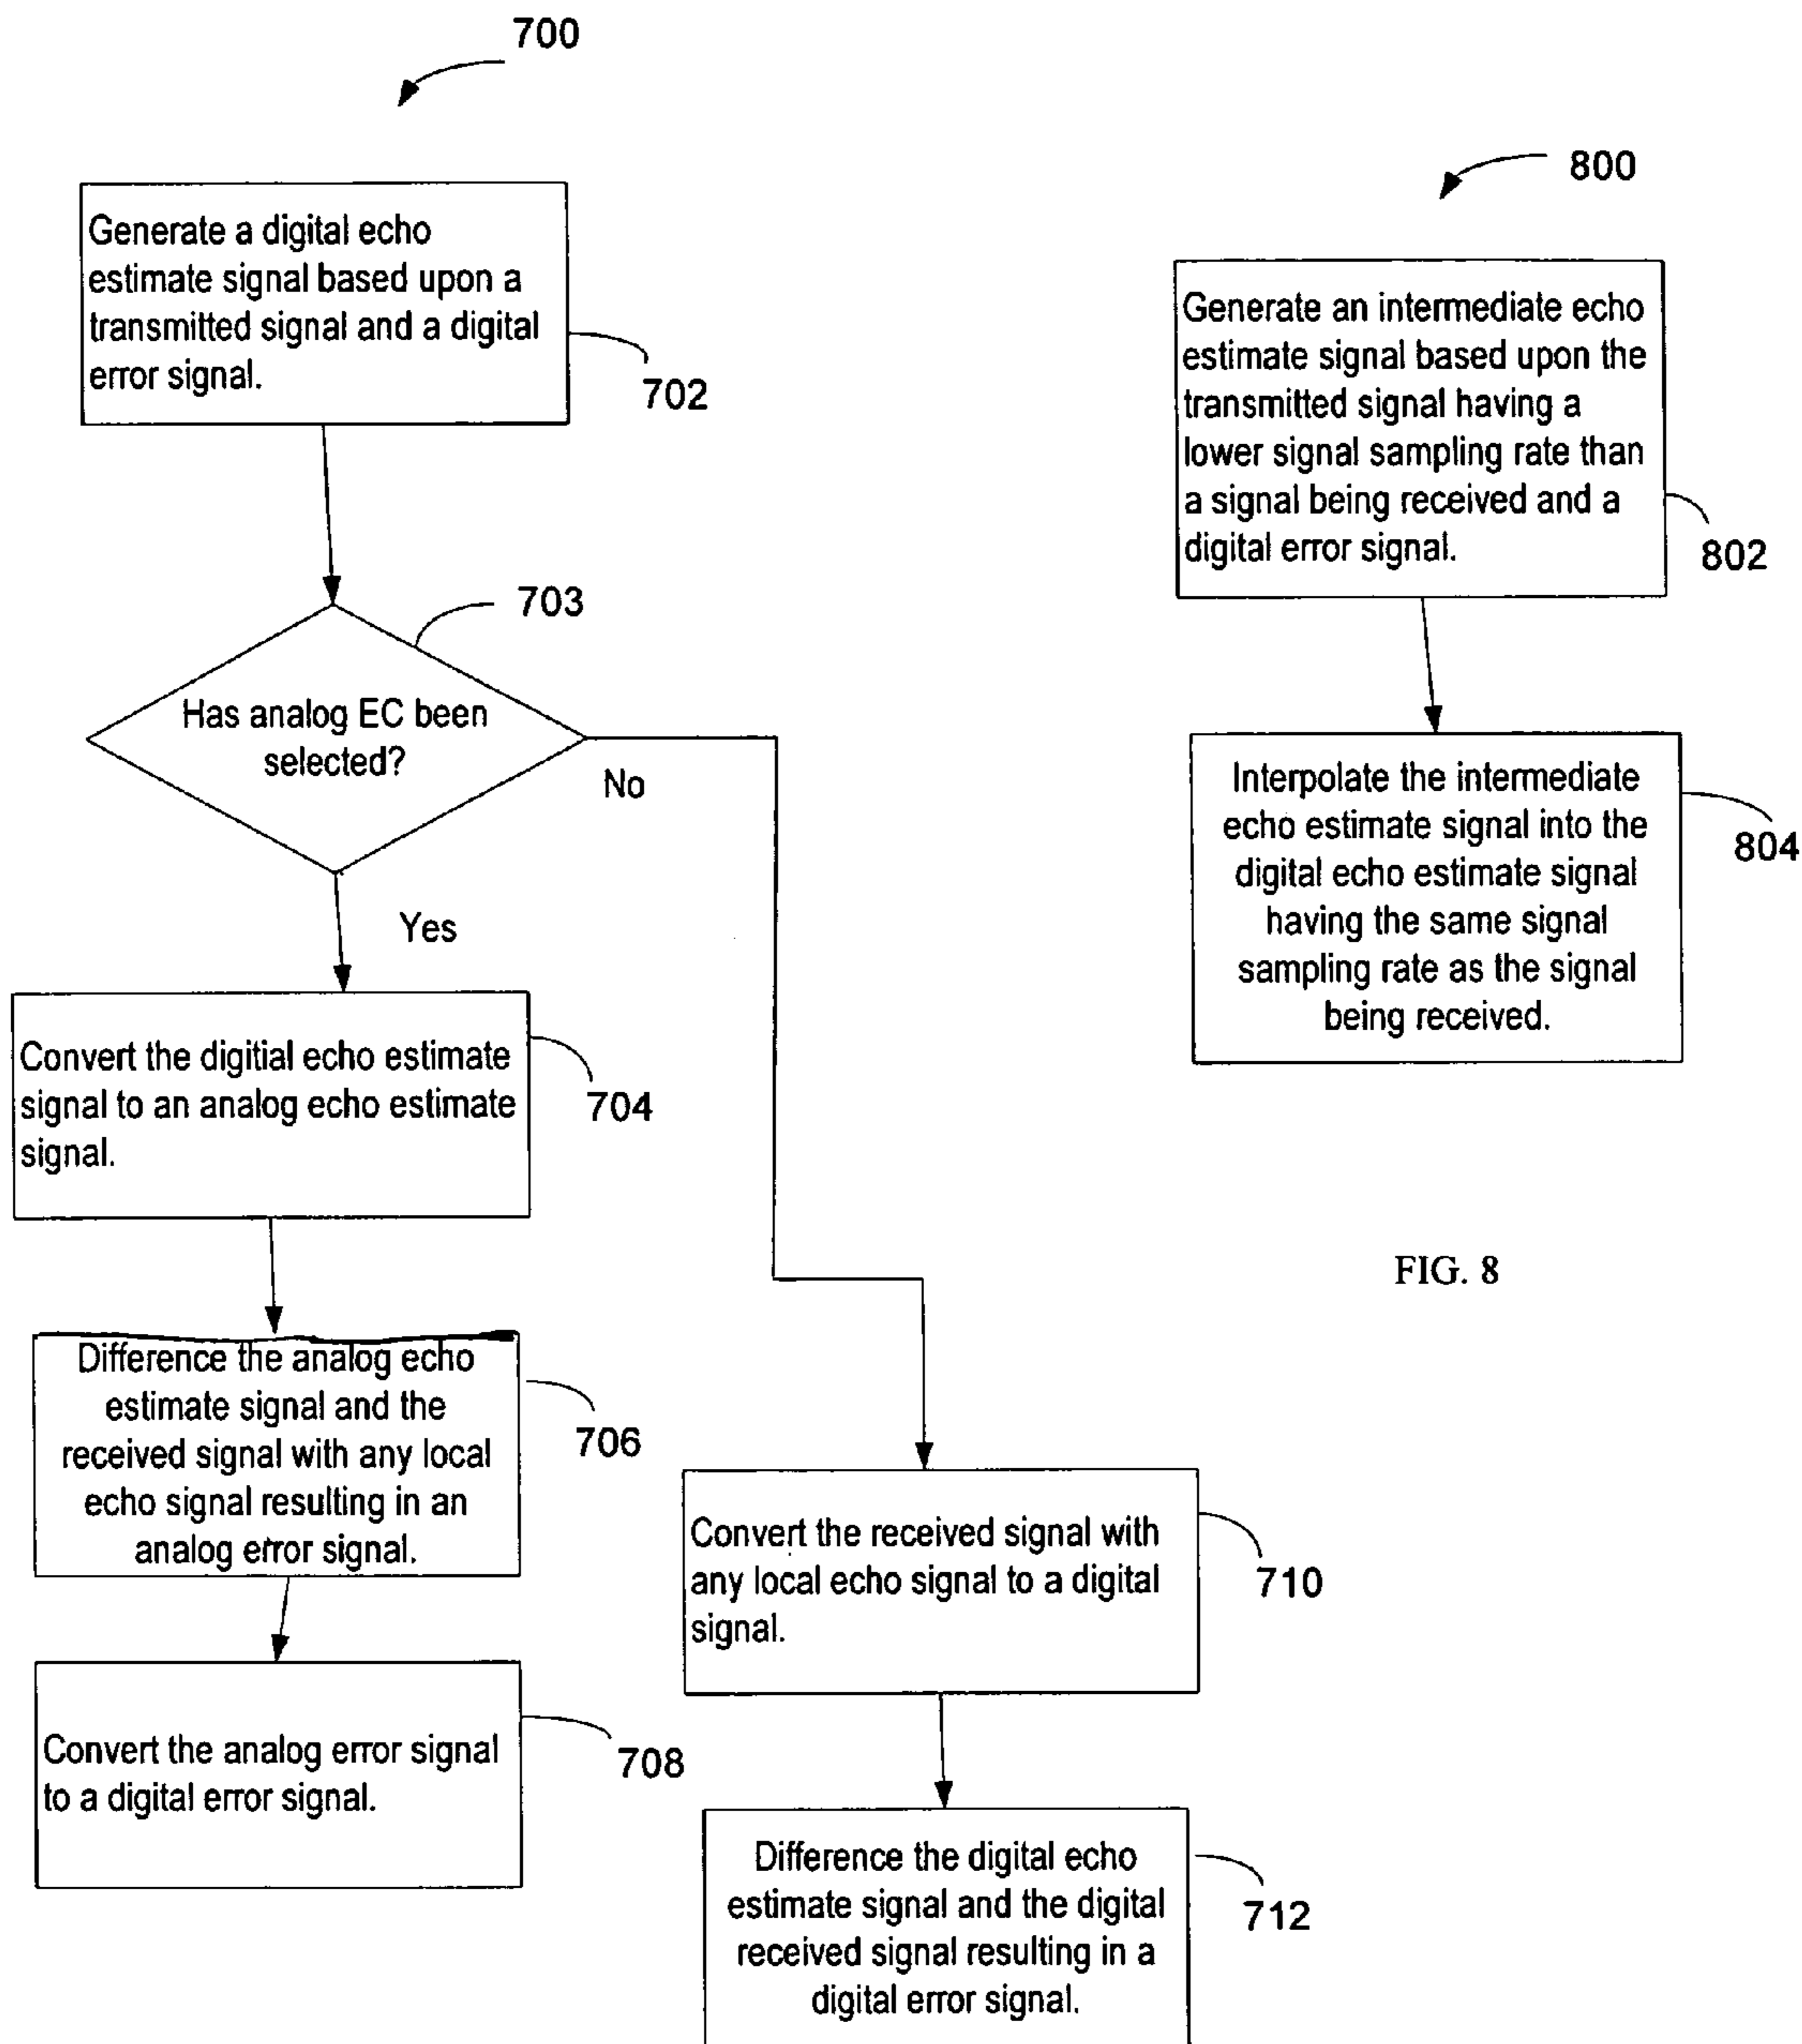 700
Generate a digital echo
estimate signal based upon a
transmitted signal and a digital
error signal.
702
703
Has analog EC been
selected?
No
Yes
Convert the digitial echo estimate
signal to an analog echo estimate
signal.
704
Difference the analog echo
estimate signal and the
received signal with any local
echo signal resulting in an
analog error signal.
706
Convert the analog error signal
to a digital error signal.
708
Convert the received signal with
any local echo signal to a digital
signal.
710
Difference the digital echo
estimate signal and the digital
received signal resulting in a
digital error signal.
712
800
Generate an intermediate echo
estimate signal based upon the
transmitted signal having a
lower signal sampling rate than
a signal being received and a
digital error signal.
802
Interpolate the intermediate
echo estimate signal into the
digital echo estimate signal
having the same signal
sampling rate as the signal
being received.
804
FIG. 8